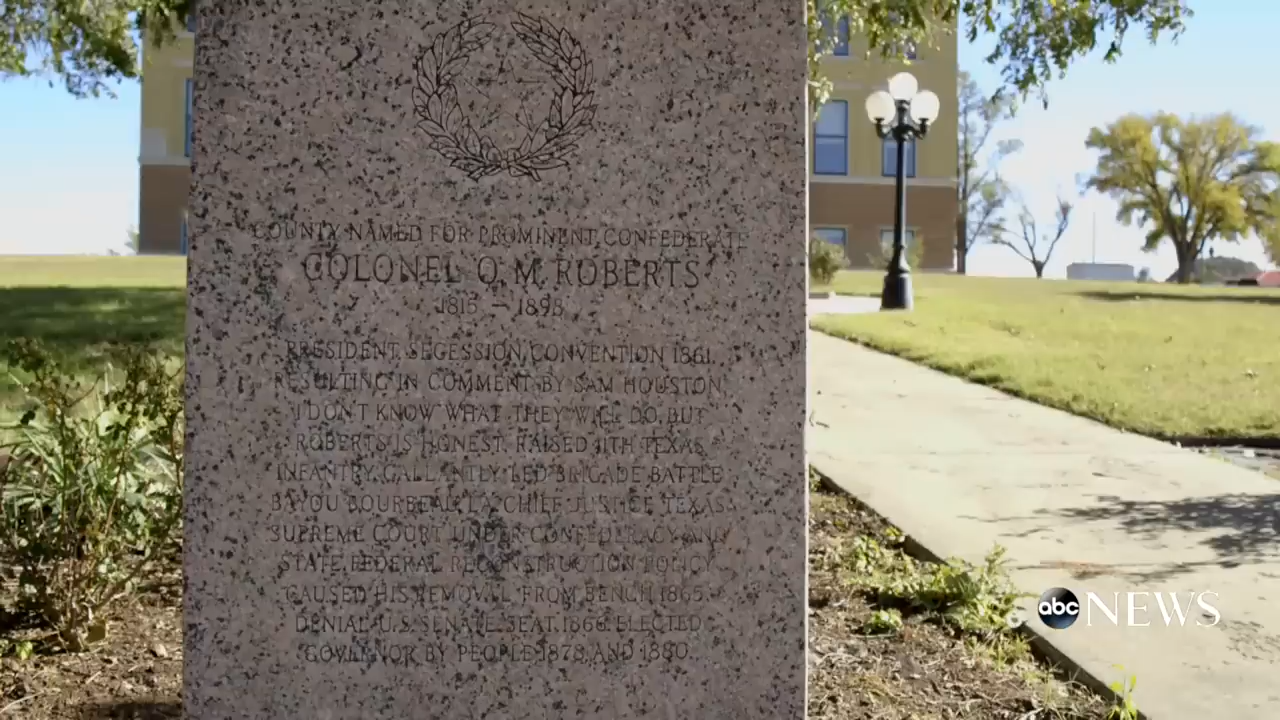 COUNTY NAMED FOR PROMINENT CONFEDERATE
COLONEL O. M. ROBERTS
1815 – 1898
PRESIDENT SECESSION CONVENTION 1861,
RESULTING IN COMMENT BY SAM HOUSTON,
"I DON'T KNOW WHAT THEY WILL DO, BUT
ROBERTS IS HONEST. RAISED 11TH TEXAS
INFANTRY. GALLANTLY LED BRIGADE BATTLE
BAYOU BOURBEAU, LA. CHIEF JUSTICE TEXAS
SUPREME COURT UNDER CONFEDERACY AND
STATE. FEDERAL RECONSTRUCTION POLICY
CAUSED HIS REMOVAL FROM BENCH 1865,
DENIAL U.S. SENATE SEAT 1866. ELECTED
GOVERNOR BY PEOPLE 1878 AND 1880.
abc NEWS